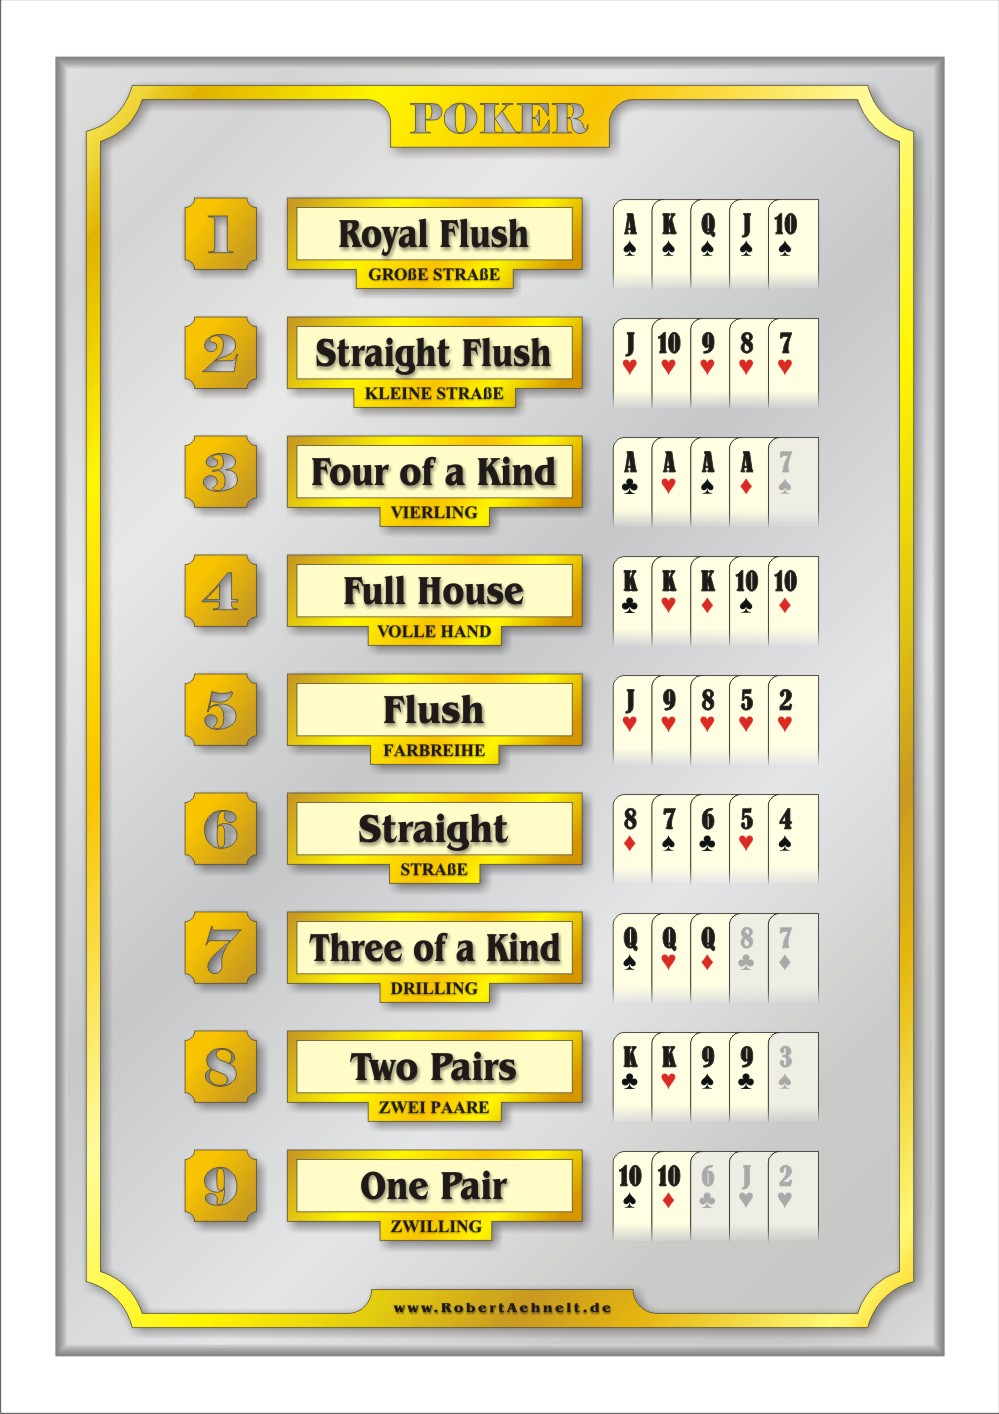 POKER
1
Royal Flush
GROßE STRAßE
A K Q J 10
2
Straight Flush
KLEINE STRAßE
J 10 9 8 7
3
Four of a Kind
VIERLING
A A A A 7
4
Full House
VOLLE HAND
K K K 10 10
5
Flush
FARBREIHE
J 9 8 5 2
6
Straight
STRAßE
8 7 6 5 4
7
Three of a Kind
DRILLING
Q Q Q 8 7
8
Two Pairs
ZWEI PAARE
K K 9 9 3
9
One Pair
ZWILLING
10 10 6 J 2
www.RobertAehnelt.de